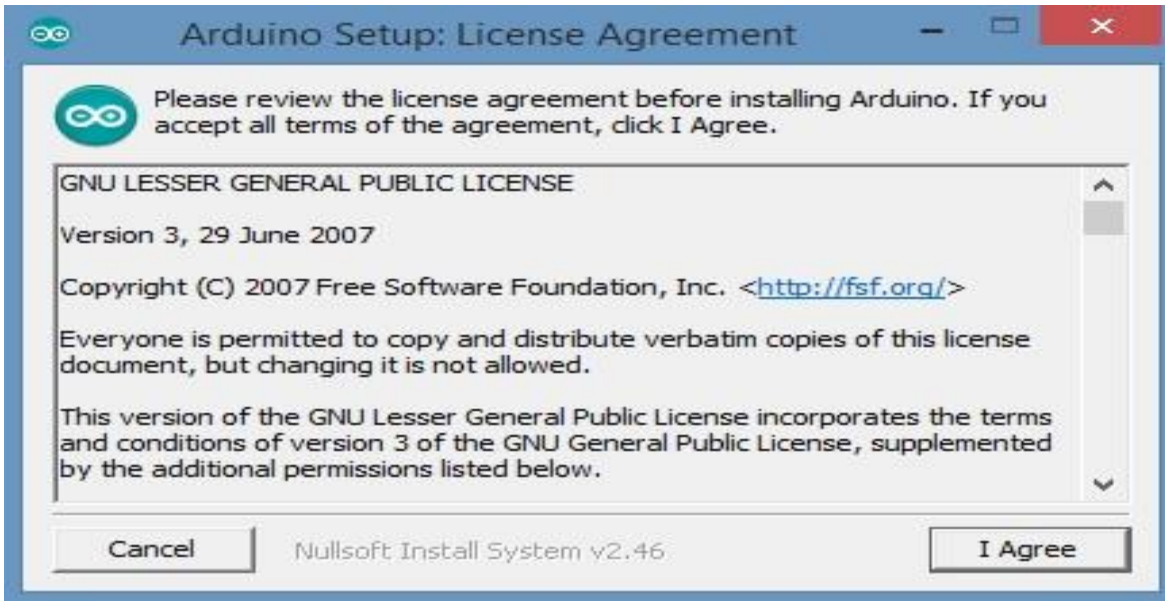 Arduino Setup: License Agreement
Please review the license agreement before installing Arduino. If you
accept all terms of the agreement, click I Agree.
GNU LESSER GENERAL PUBLIC LICENSE
Version 3, 29 June 2007
Copyright (C) 2007 Free Software Foundation, Inc. <http://fsf.org/>
Everyone is permitted to copy and distribute verbatim copies of this license
document, but changing it is not allowed.
This version of the GNU Lesser General Public License incorporates the terms
and conditions of version 3 of the GNU General Public License, supplemented
by the additional permissions listed below.
Cancel
Nullsoft Install System v2.46
I Agree